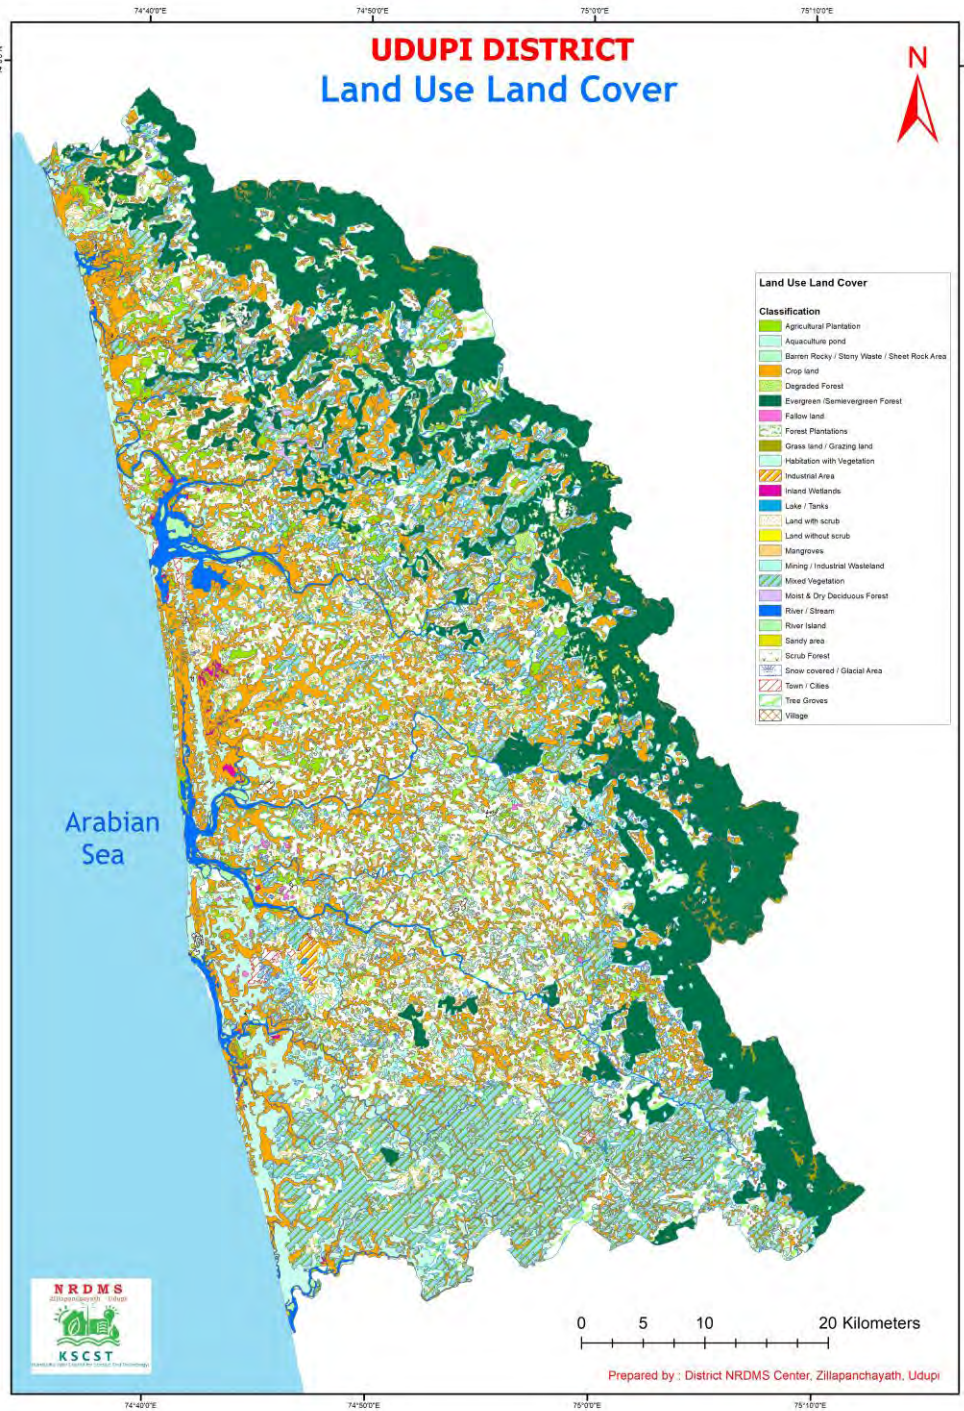 74°40'0"E 74°50'0"E 75°0'0"E 75°10'0"E
UDUPI DISTRICT
Land Use Land Cover
N
Land Use Land Cover
Classification
Agricultural Plantation
Aquaculture pond
Barren Rocky / Stony Waste / Sheet Rock Area
Crop land
Degraded Forest
Evergreen /Semievergreen Forest
Fallow land
Forest Plantations
Grass land / Grazing land
Habitation with Vegetation
Industrial Area
Inland Wetlands
Lake / Tanks
Land with scrub
Land without scrub
Mangroves
Mining / Industrial Wasteland
Mixed Vegetation
Moist & Dry Deciduous Forest
River / Stream
River Island
Sandy area
Scrub Forest
Snow covered / Glacial Area
Town / Cities
Tree Groves
Village
Arabian
Sea
NRDMS
Zillapanchayath Udupi
KSCST
0 5 10 20 Kilometers
Prepared by : District NRDMS Center, Zillapanchayath, Udupi
74°40'0"E 74°50'0"E 75°0'0"E 75°10'0"E